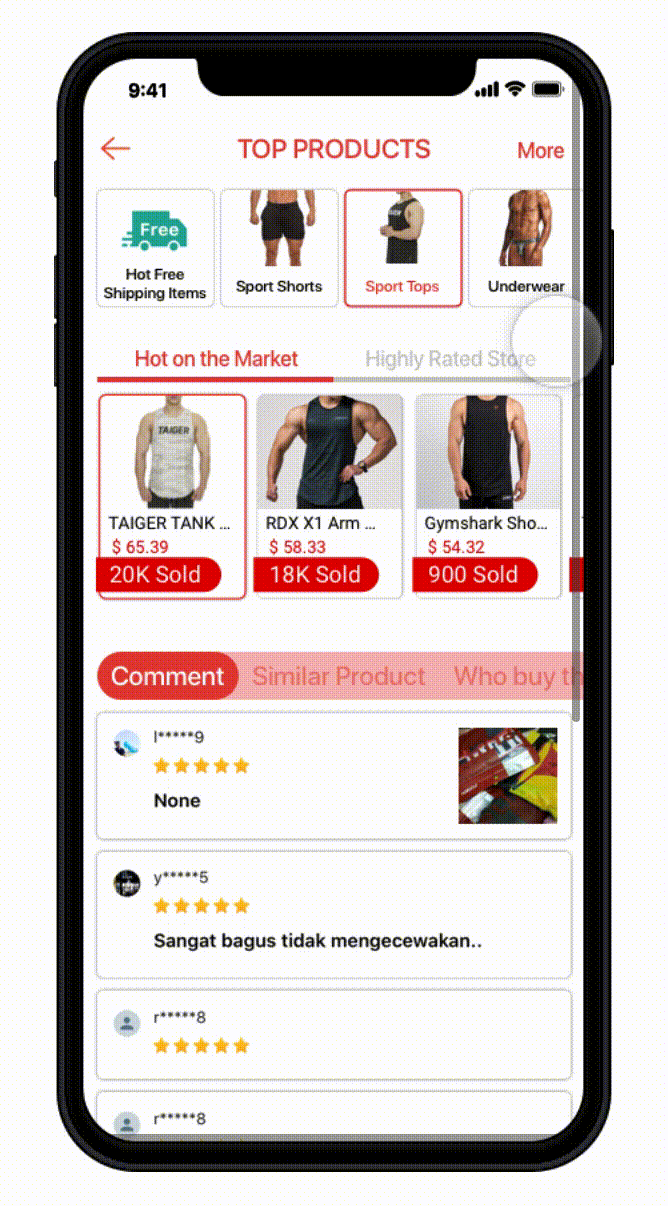 9:41
TOP PRODUCTS
More
Free
Hot Free
Shipping Items
Sport Shorts
Sport Tops
Underwear
Hot on the Market
Highly Rated Store
TAIGER
TAIGER TANK ...
$ 65.39
20K Sold
RDX X1 Arm ...
$ 58.33
18K Sold
Gymshark Sho...
$ 54.32
900 Sold
Comment
Similar Product
Who buy th
l*****9
None
y*****5
Sangat bagus tidak mengecewakan..
r*****8
r*****8